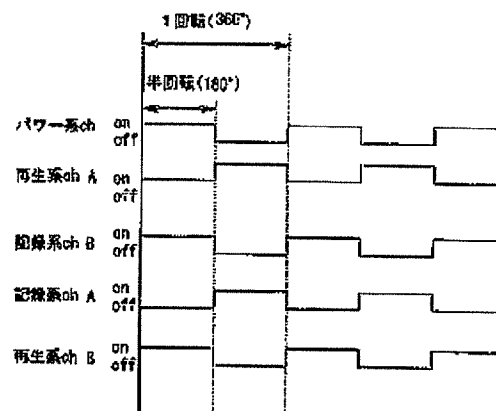 1回転(360°)
半回転(180°)
パワー系ch on
off
再生系ch A on
off
記録系ch B on
off
記録系ch A on
off
再生系ch B on
off